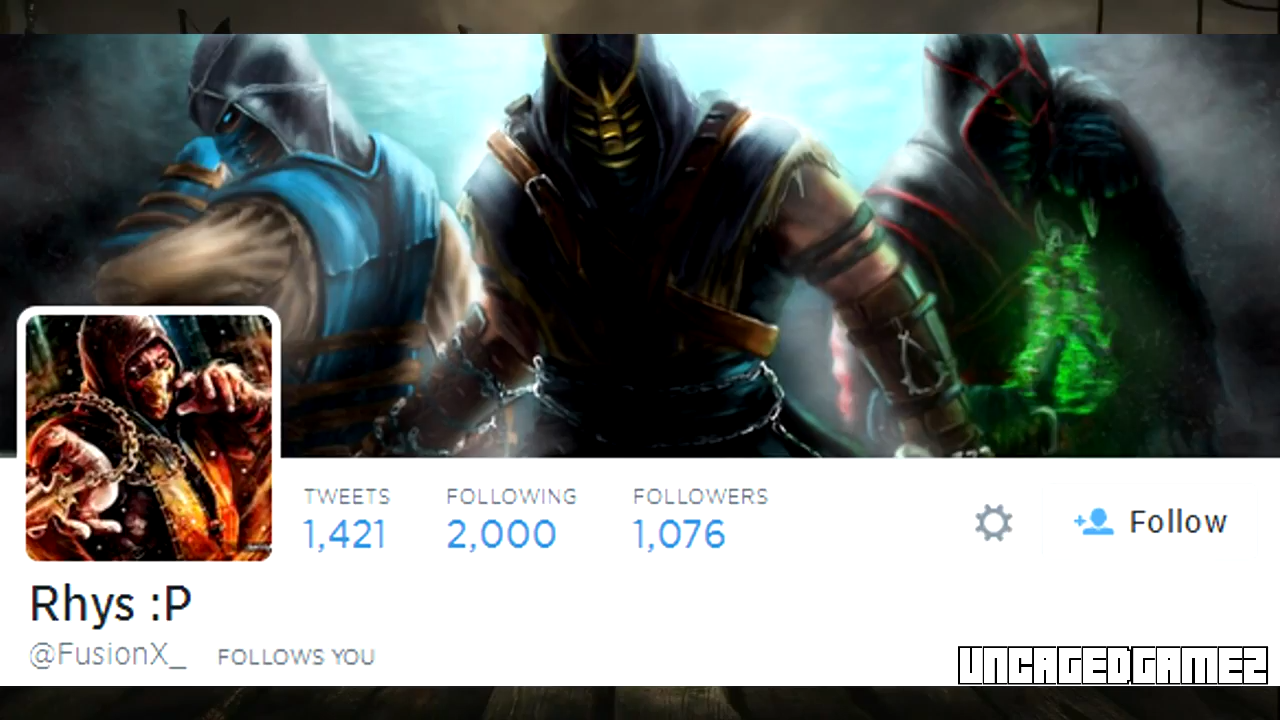 TWEETS FOLLOWING FOLLOWERS
1,421 2,000 1,076
Follow
Rhys :P
@FusionX_ FOLLOWS YOU
UNCAGEDGAMEZ